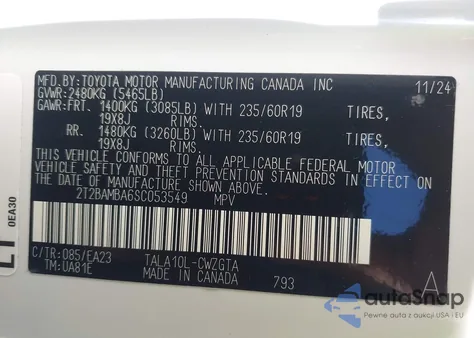 MFD.BY:TOYOTA MOTOR MANUFACTURING CANADA INC
GVWR:2480KG (5465LB) 11/24
GAWR:FRT. 1400KG (3085LB) WITH 235/60R19 TIRES,
19X8J RIMS.
RR. 1480KG (3260LB) WITH 235/60R19 TIRES,
19X8J RIMS.
THIS VEHICLE CONFORMS TO ALL APPLICABLE FEDERAL MOTOR
VEHICLE SAFETY AND THEFT PREVENTION STANDARDS IN EFFECT ON
THE DATE OF MANUFACTURE SHOWN ABOVE.
2T2BAMBA6SC053549 MPV
C/TR:085/EA23 TALA10L-CWZGTA
TM:UA81E MADE IN CANADA 793 A
0EA30
autaSnap
Pewne auta z aukcji USA i EU